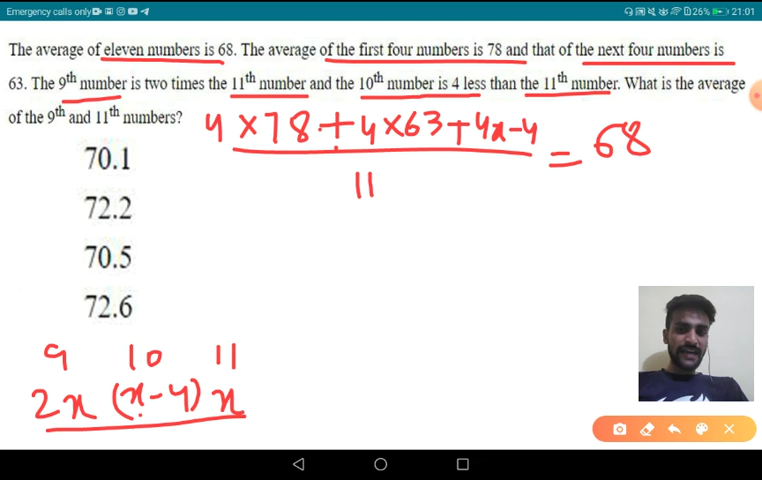 Emergency calls only 26% 21:01
The average of eleven numbers is 68. The average of the first four numbers is 78 and that of the next four numbers is
63. The 9th number is two times the 11th number and the 10th number is 4 less than the 11th number. What is the average
of the 9th and 11th numbers?
4 × 78 + 4 × 63 + 4x - 4 = 68
11
70.1
72.2
70.5
72.6
9 10 11
2x (x-4) x